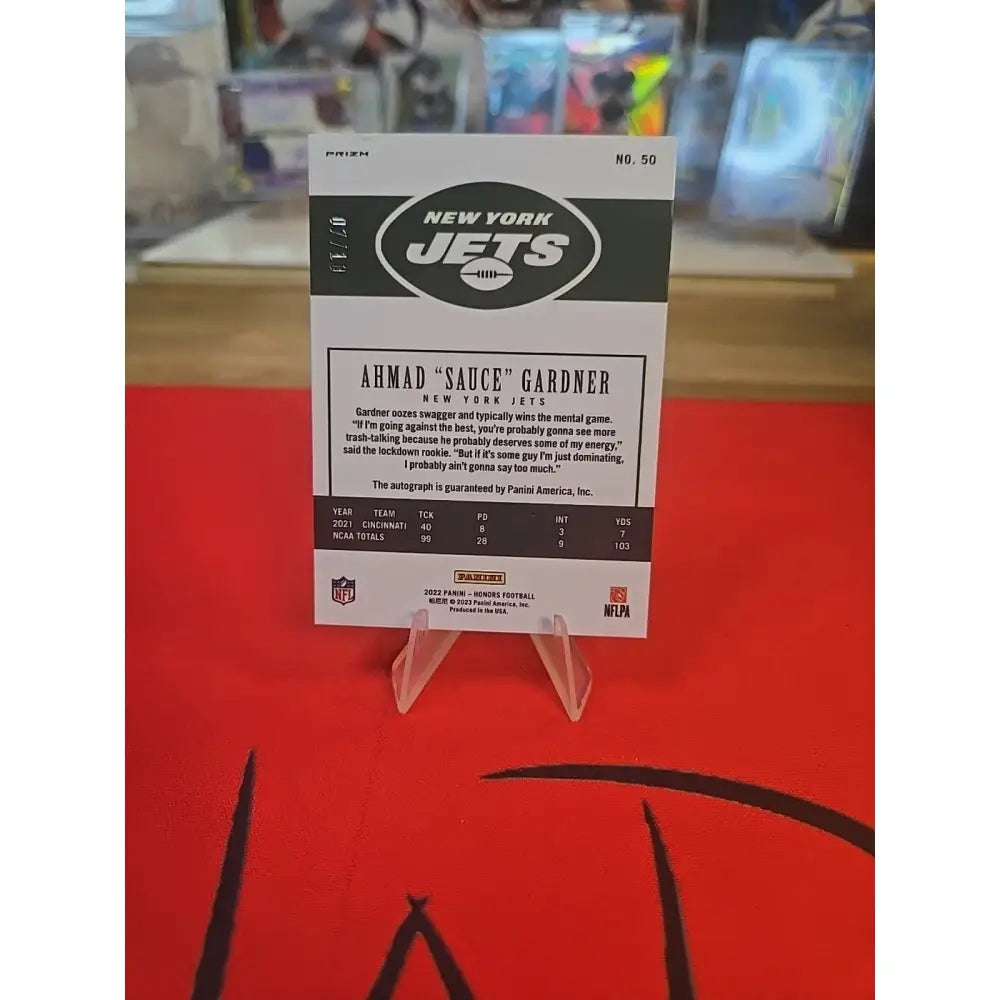 PRIZM
NO. 50
NEW YORK
JETS
AHMAD “SAUCE” GARDNER
NEW YORK JETS
Gardner oozes swagger and typically wins the mental game.
“If I'm going against the best, you're probably gonna see more
trash-talking because he probably deserves some of my energy,”
said the lockdown rookie. “But if it's some guy I'm just dominating,
I probably ain't gonna say too much.”
The autograph is guaranteed by Panini America, Inc.
YEAR TEAM TCK PD INT YDS
2021 CINCINNATI 40 8 3 7
NCAA TOTALS 99 28 9 103
PANINI
NFL
2022 PANINI – HONORS FOOTBALL
帕尼尼 © 2023 Panini America, Inc.
Produced in the USA.
NFLPA